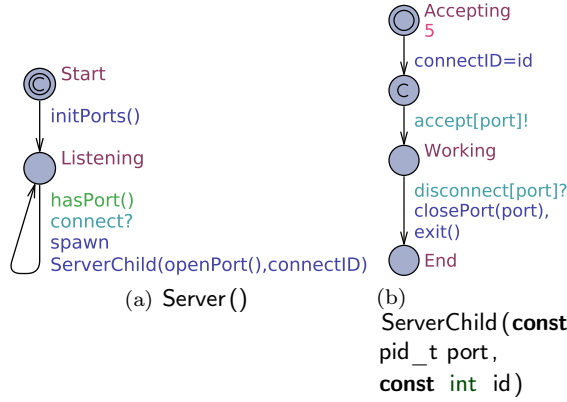 Start
initPorts()
Listening
hasPort()
connect?
spawn
ServerChild(openPort(),connectID)
(a) Server()
Accepting
5
connectID=id
C
accept[port]!
Working
disconnect[port]?
closePort(port),
exit()
End
(b)
ServerChild(const
pid_t port,
const int id)
C